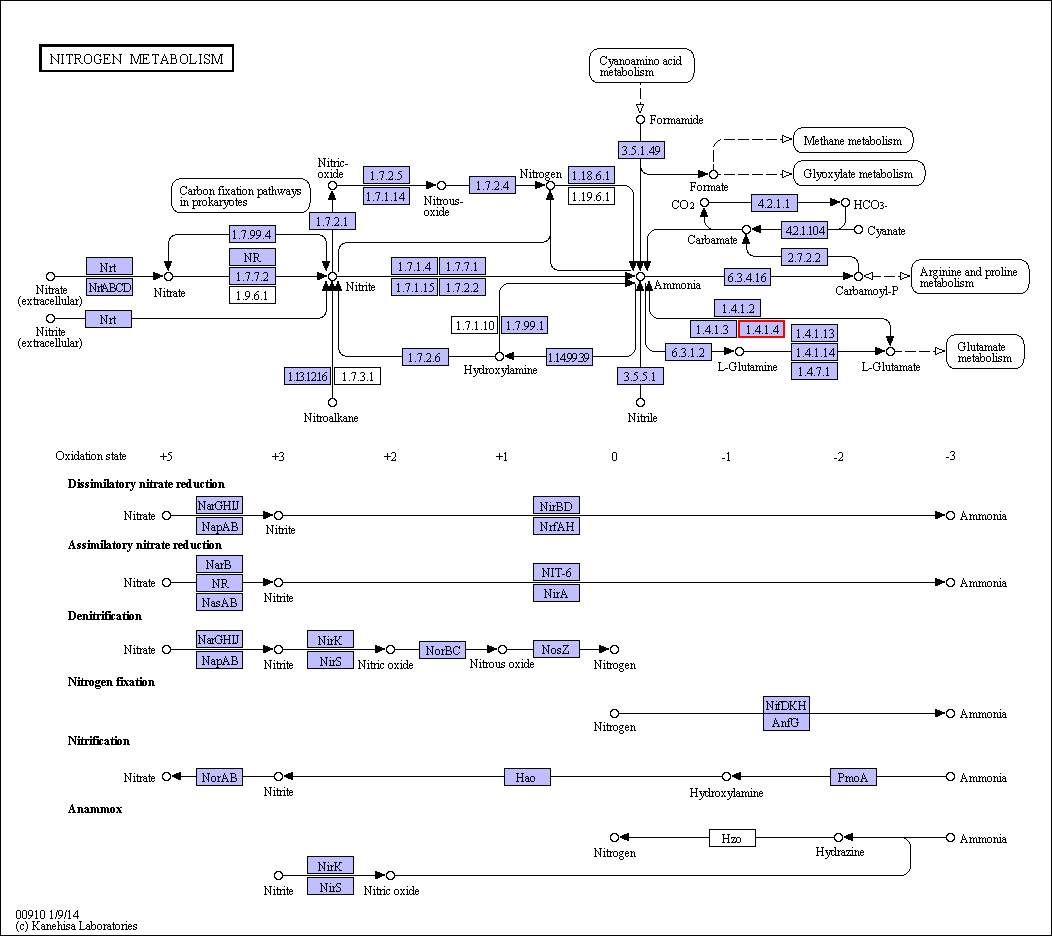 NITROGEN METABOLISM
Cyanoamino acid
metabolism
Formamide
3.5.1.49
Methane metabolism
Glyoxylate metabolism
Formate
Carbon fixation pathways
in prokaryotes
Nitric-
oxide
1.7.2.5
1.7.1.14
Nitrous-
oxide
1.7.2.4
Nitrogen
1.18.6.1
1.19.6.1
1.7.2.1
CO2
4.2.1.1
HCO3-
Carbamate
4.2.1.104
Cyanate
1.7.99.4
NR
1.7.7.2
1.9.6.1
2.7.2.2
Nrt
NrtABCD
Nitrate
(extracellular)
Nitrate
Nitrite
1.7.1.4
1.7.7.1
1.7.1.15
1.7.2.2
Ammonia
6.3.4.16
Carbamoyl-P
Arginine and proline
metabolism
Nrt
Nitrite
(extracellular)
1.7.1.10
1.7.99.1
1.4.1.2
1.4.1.3
1.4.1.4
1.4.1.13
1.4.1.14
1.4.7.1
1.7.2.6
Hydroxylamine
1.14.99.39
6.3.1.2
L-Glutamine
L-Glutamate
Glutamate
metabolism
1.13.12.16
1.7.3.1
3.5.5.1
Nitroalkane
Nitrile
Oxidation state +5 +3 +2 +1 0 -1 -2 -3
Dissimilatory nitrate reduction
Nitrate
NarGHIJ
NapAB
Nitrite
NirBD
NrfAH
Ammonia
Assimilatory nitrate reduction
Nitrate
NarB
NR
NasAB
Nitrite
NIT-6
NirA
Ammonia
Denitrification
Nitrate
NarGHIJ
NapAB
Nitrite
NirK
NirS
Nitric oxide
NorBC
Nitrous oxide
NosZ
Nitrogen
Nitrogen fixation
Nitrogen
NifDKH
AnfG
Ammonia
Nitrification
Nitrate
NorAB
Nitrite
Hao
Hydroxylamine
PmoA
Ammonia
Anammox
Nitrogen
Hzo
Hydrazine
Ammonia
Nitrite
NirK
NirS
Nitric oxide
00910 1/9/14
(c) Kanehisa Laboratories